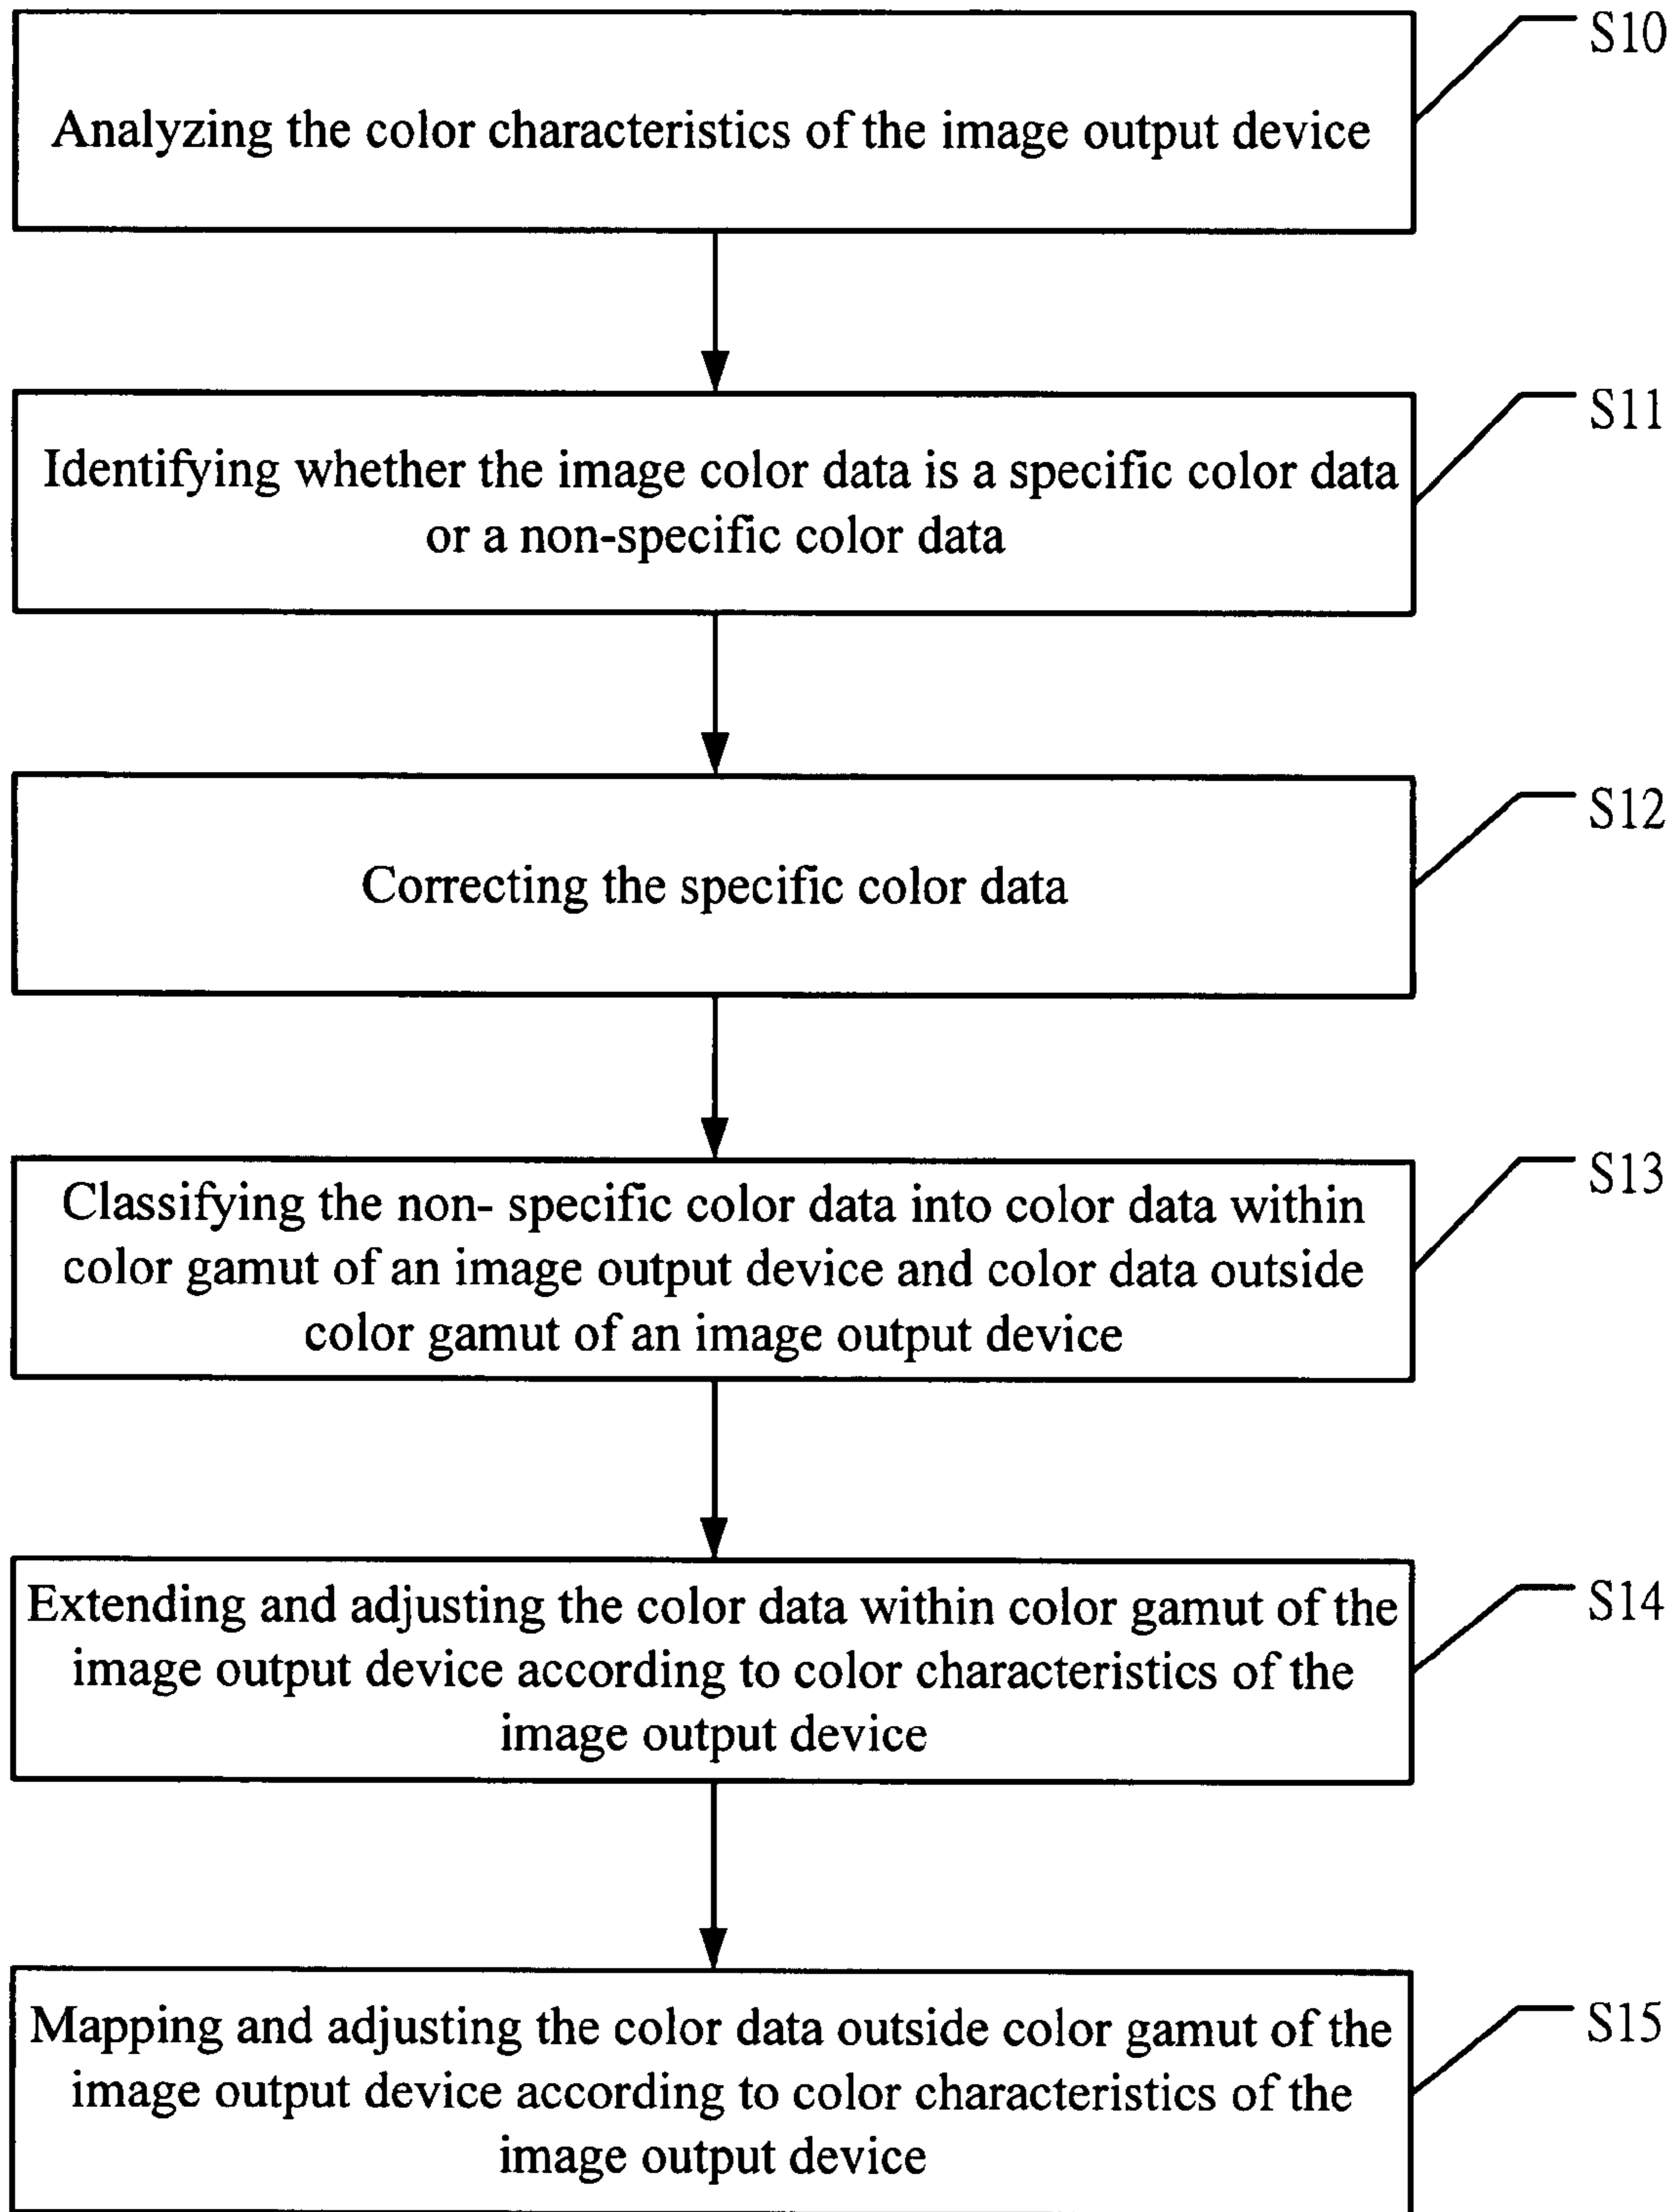 S10
Analyzing the color characteristics of the image output device
S11
Identifying whether the image color data is a specific color data
or a non-specific color data
S12
Correcting the specific color data
S13
Classifying the non- specific color data into color data within
color gamut of an image output device and color data outside
color gamut of an image output device
S14
Extending and adjusting the color data within color gamut of the
image output device according to color characteristics of the
image output device
S15
Mapping and adjusting the color data outside color gamut of the
image output device according to color characteristics of the
image output device